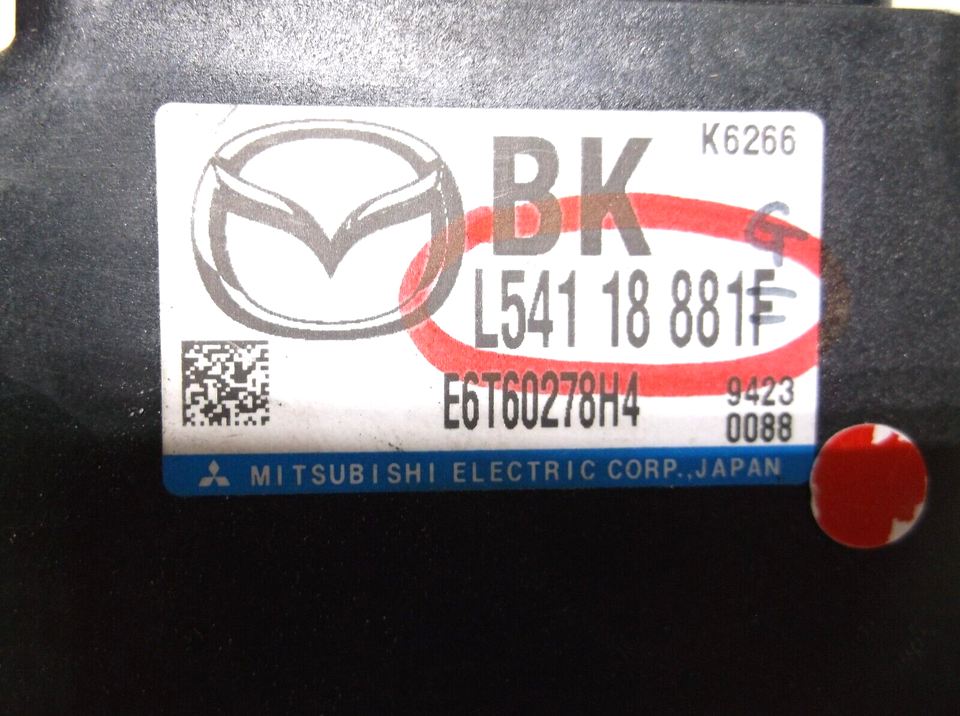 BK
K6266
G
L541 18 881F
E6T60278H4
9423
0088
MITSUBISHI ELECTRIC CORP.,JAPAN